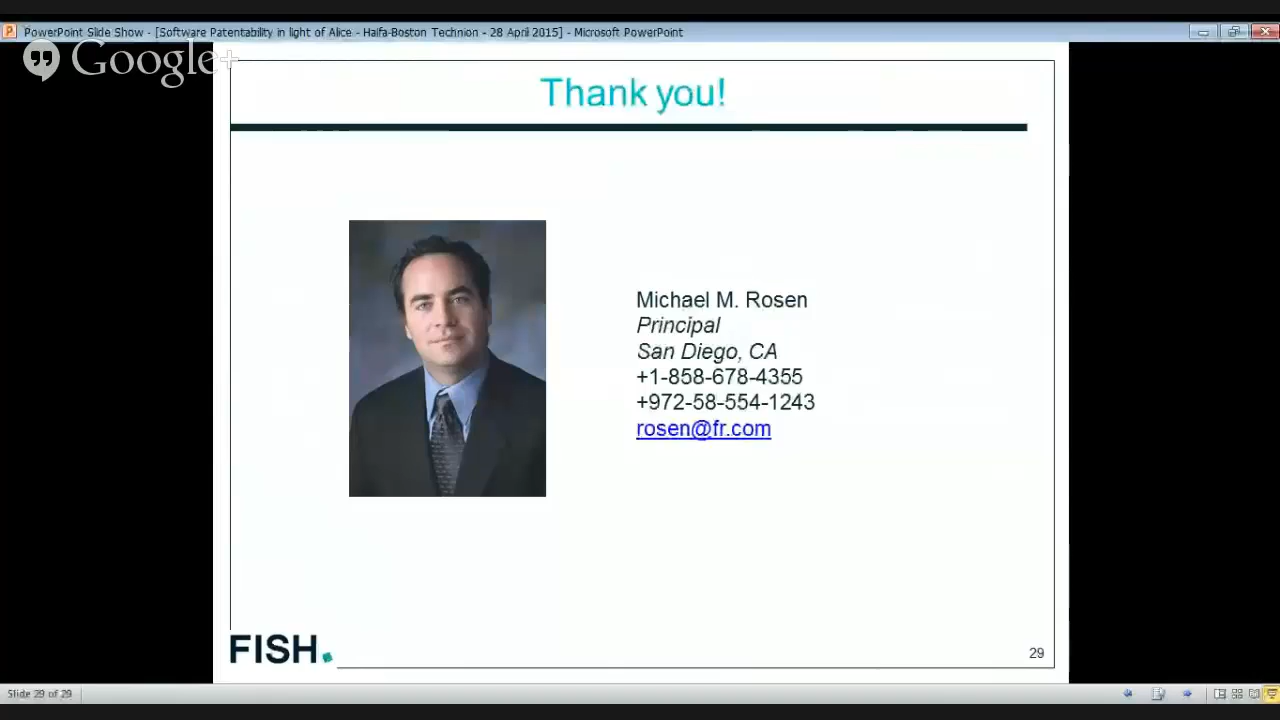 PowerPoint Slide Show - [Software Patentability in light of Alice - Haifa-Boston Technion - 28 April 2015] - Microsoft PowerPoint
Google+
Thank you!
Michael M. Rosen
Principal
San Diego, CA
+1-858-678-4355
+972-58-554-1243
rosen@fr.com
FISH.
29
Slide 29 of 29